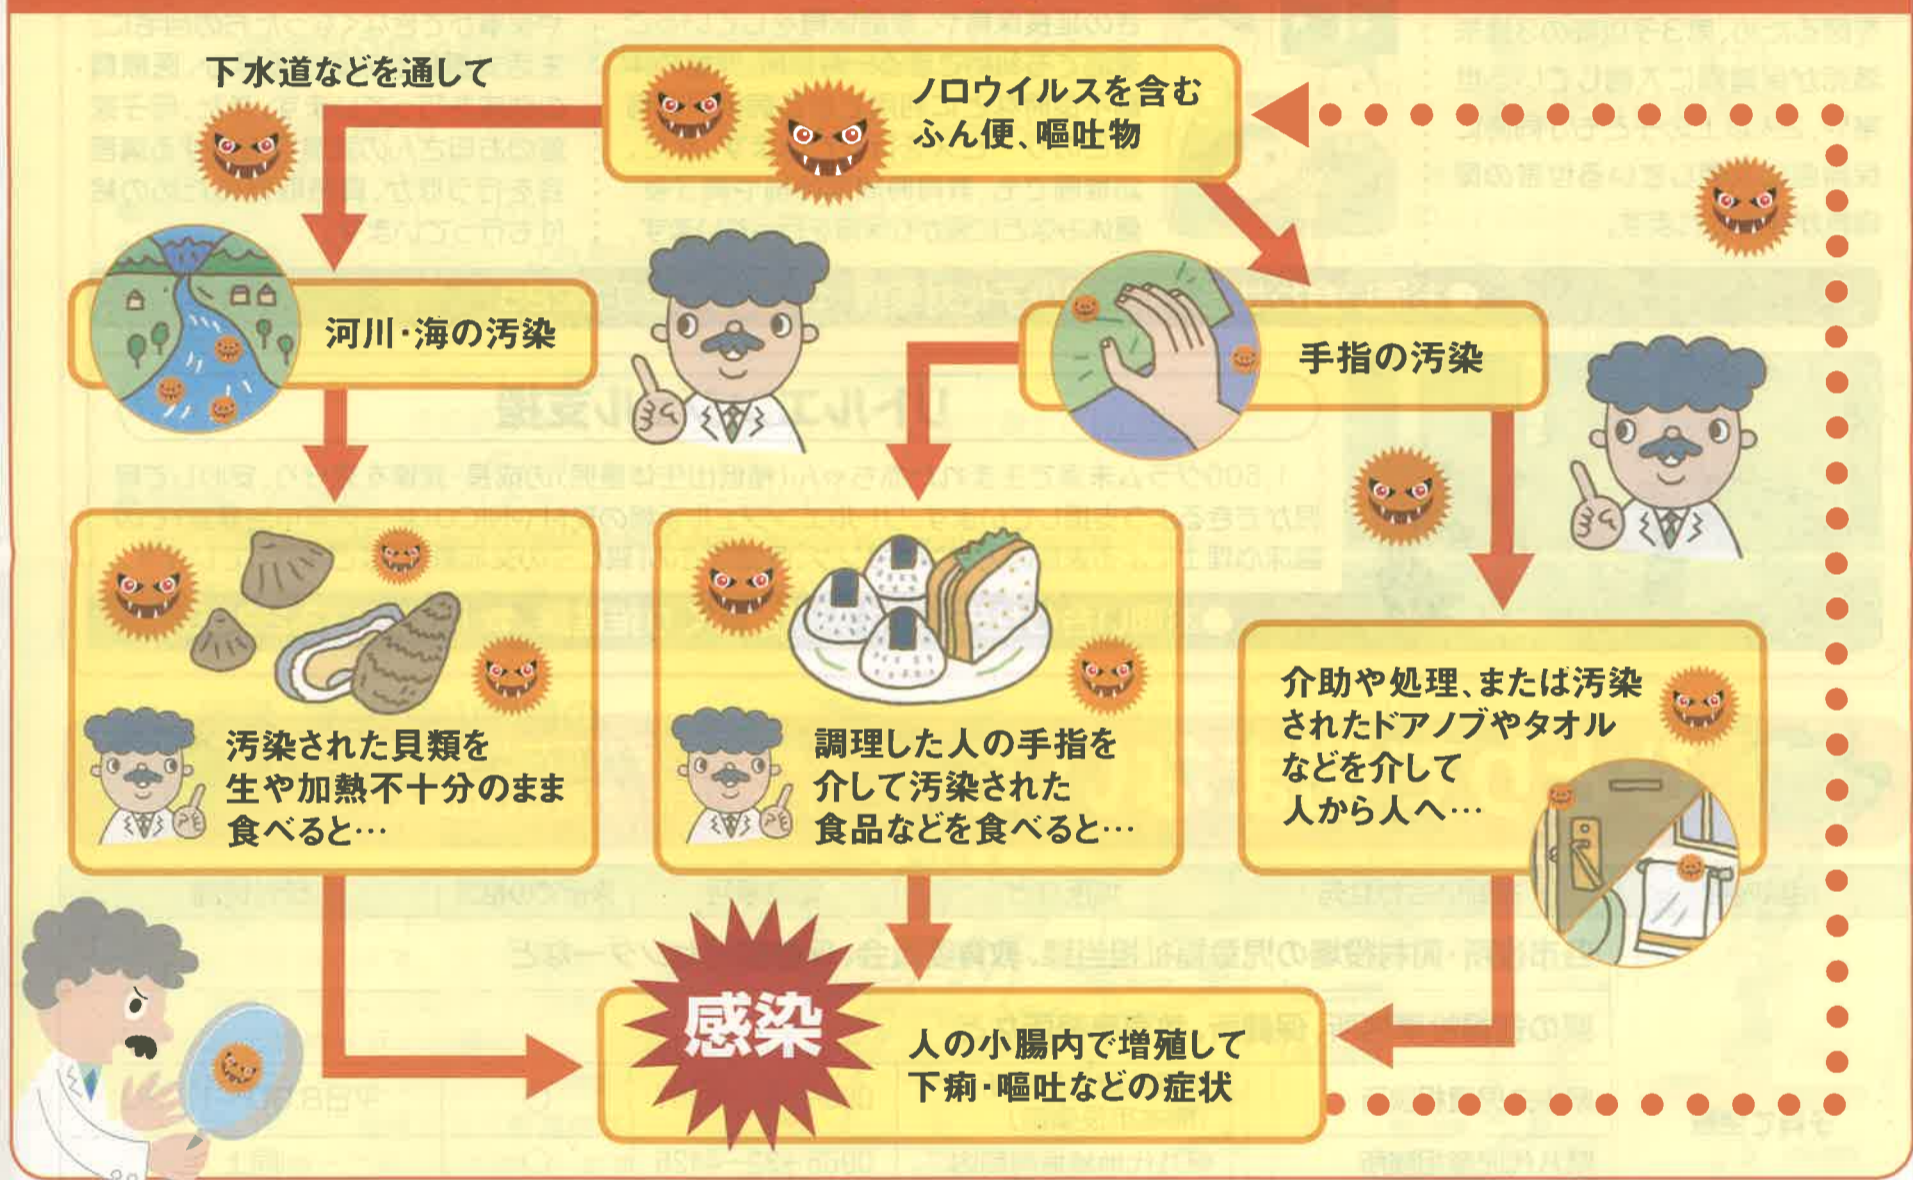 下水道などを通して
ノロウイルスを含む
ふん便、嘔吐物
河川・海の汚染
手指の汚染
汚染された貝類を
生や加熱不十分のまま
食べると…
調理した人の手指を
介して汚染された
食品などを食べると…
介助や処理、または汚染
されたドアノブやタオル
などを介して
人から人へ…
感染
人の小腸内で増殖して
下痢・嘔吐などの症状